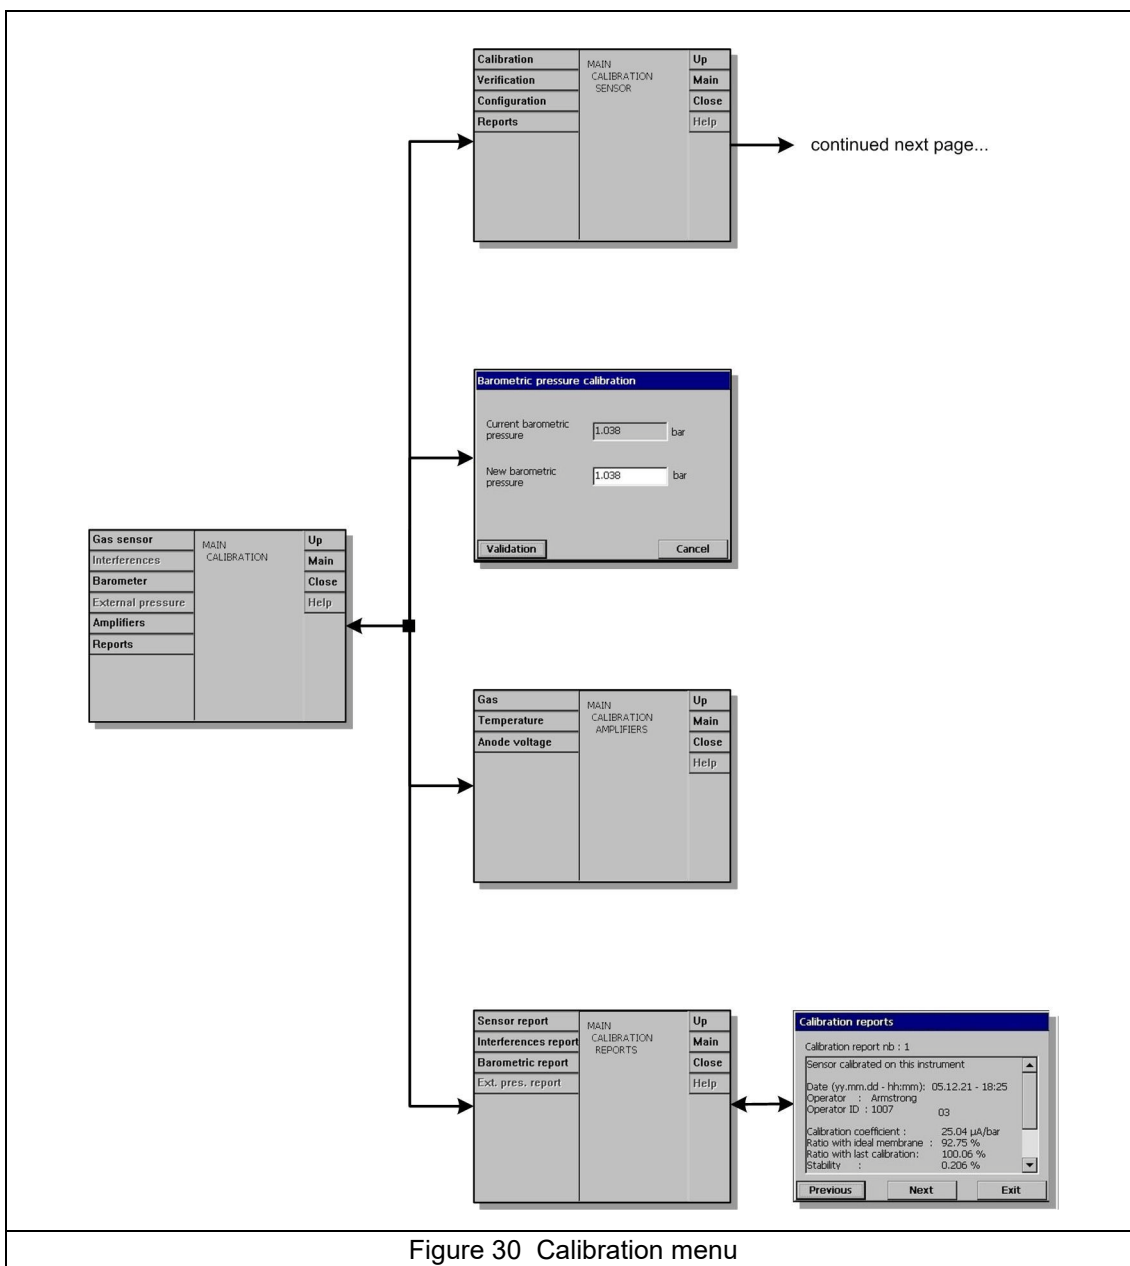 Calibration
Verification
Configuration
Reports
MAIN
CALIBRATION
SENSOR
Up
Main
Close
Help
continued next page...
Barometric pressure calibration
Current barometric
pressure
1.038
bar
New barometric
pressure
1.038
bar
Validation
Cancel
Gas sensor
Interferences
Barometer
External pressure
Amplifiers
Reports
MAIN
CALIBRATION
Up
Main
Close
Help
Gas
Temperature
Anode voltage
MAIN
CALIBRATION
AMPLIFIERS
Up
Main
Close
Help
Sensor report
Interferences report
Barometric report
Ext. pres. report
MAIN
CALIBRATION
REPORTS
Up
Main
Close
Help
Calibration reports
Calibration report nb : 1
Sensor calibrated on this instrument
Date (yy.mm.dd - hh:mm): 05.12.21 - 18:25
Operator : Armstrong
Operator ID : 1007 03
Calibration coefficient : 25.04 µA/bar
Ratio with ideal membrane : 92.75 %
Ratio with last calibration: 100.06 %
Stability : 0.206 %
Previous
Next
Exit
Figure 30 Calibration menu